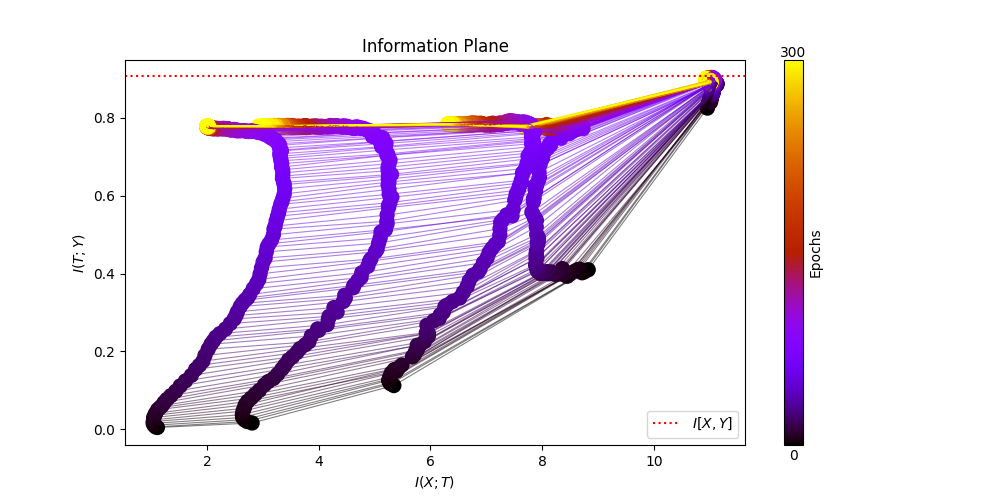 Information Plane
300
0.8
0.6
0.4
0.2
0.0
I(T; Y)
2
4
6
8
10
I(X; T)
I[X, Y]
Epochs
0